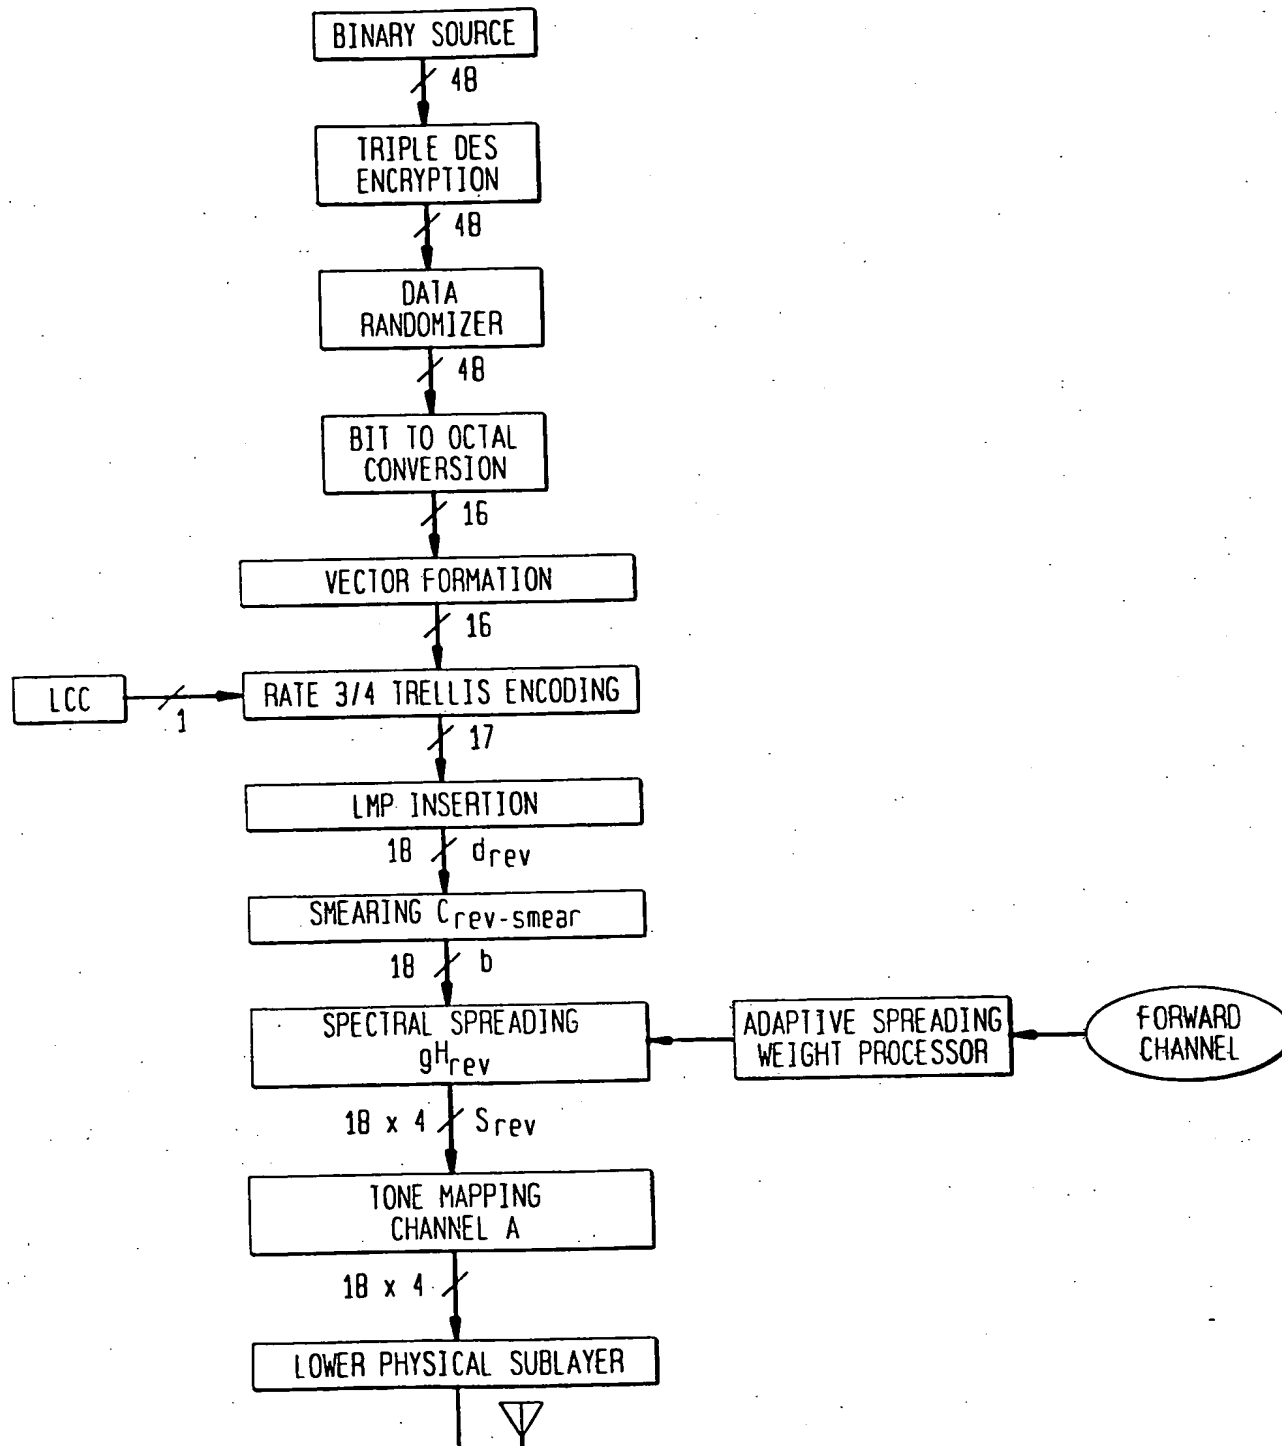 BINARY SOURCE
48
TRIPLE DES
ENCRYPTION
48
DATA
RANDOMIZER
48
BIT TO OCTAL
CONVERSION
16
VECTOR FORMATION
16
LCC
1
RATE 3/4 TRELLIS ENCODING
17
LMP INSERTION
18 drev
SMEARING Crev-smear
18 b
SPECTRAL SPREADING
gHrev
ADAPTIVE SPREADING
WEIGHT PROCESSOR
FORWARD
CHANNEL
18 x 4 Srev
TONE MAPPING
CHANNEL A
18 x 4
LOWER PHYSICAL SUBLAYER